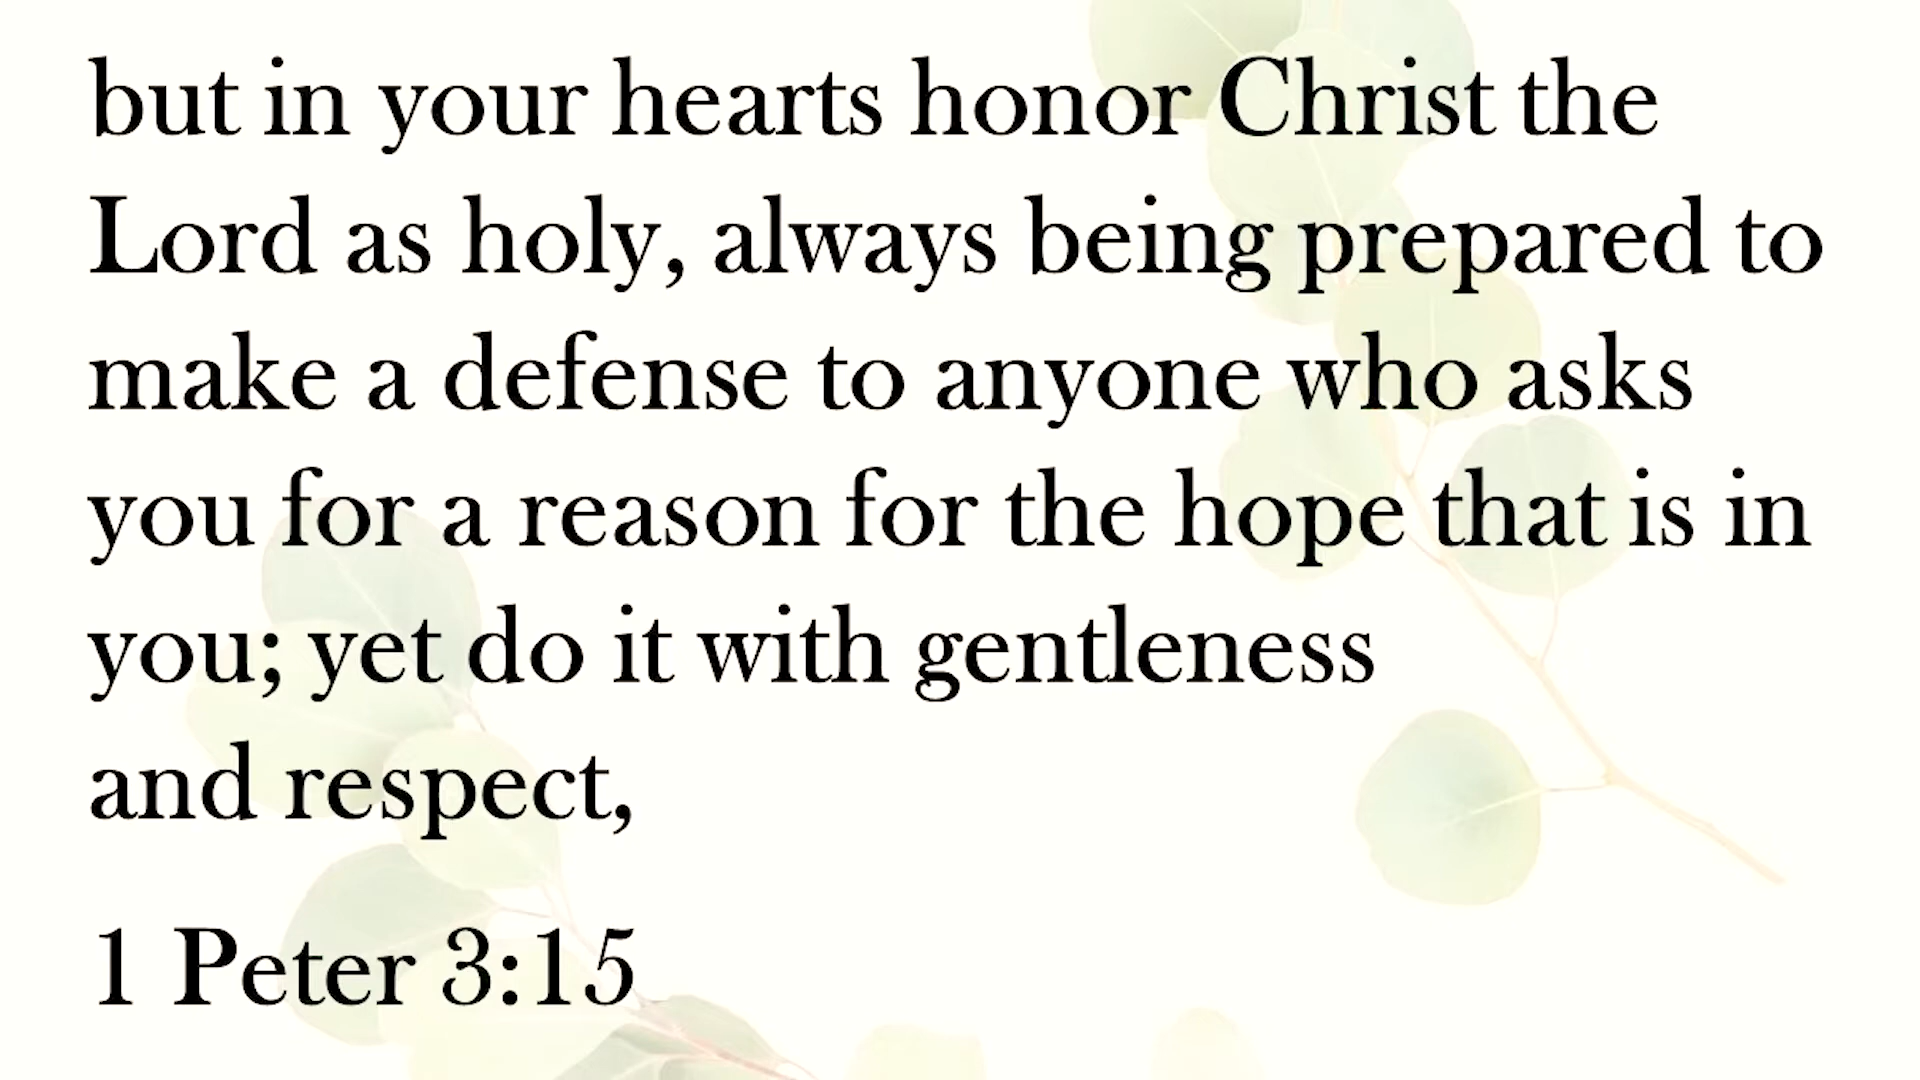 but in your hearts honor Christ the
Lord as holy, always being prepared to
make a defense to anyone who asks
you for a reason for the hope that is in
you; yet do it with gentleness
and respect,
1 Peter 3:15